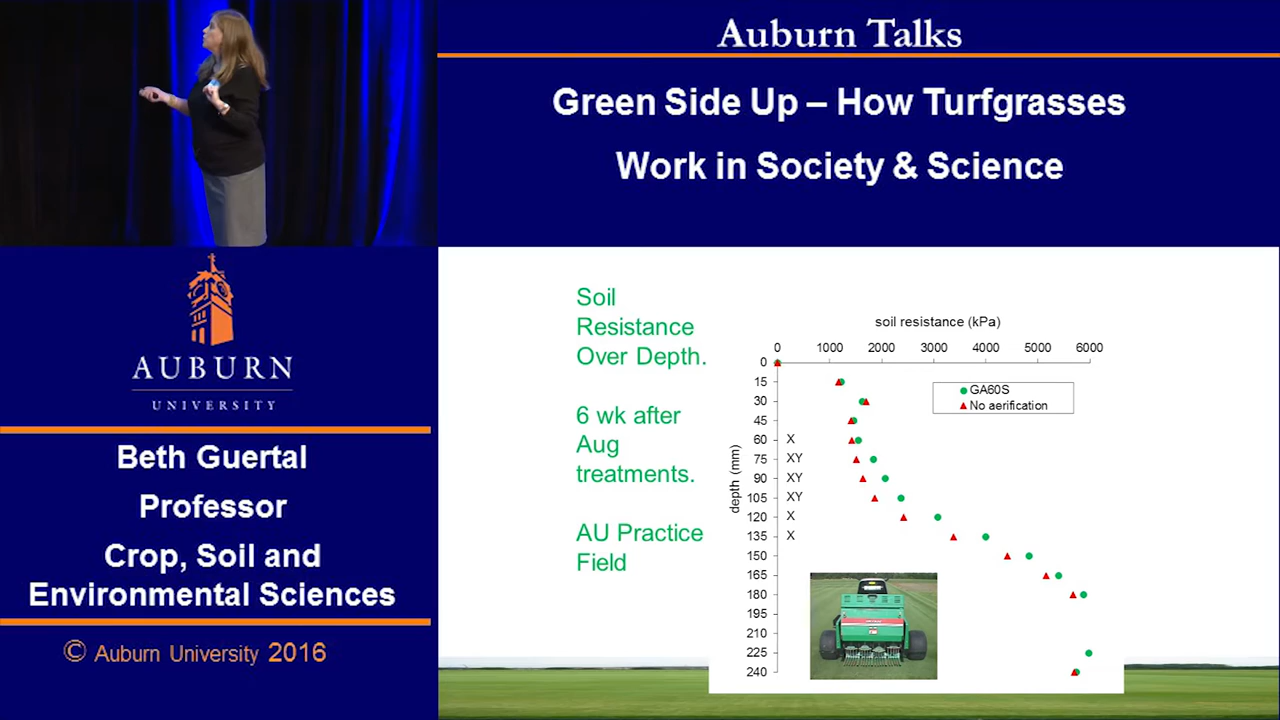 Auburn Talks
Green Side Up – How Turfgrasses
Work in Society & Science
AUBURN
UNIVERSITY
Beth Guertal
Professor
Crop, Soil and
Environmental Sciences
© Auburn University 2016
Soil
Resistance
Over Depth.
6 wk after
Aug
treatments.
AU Practice
Field
soil resistance (kPa)
0 1000 2000 3000 4000 5000 6000
depth (mm)
0
15
30
45
60 X
75 XY
90 XY
105 XY
120 X
135 X
150
165
180
195
210
225
240
GA60S
No aerification